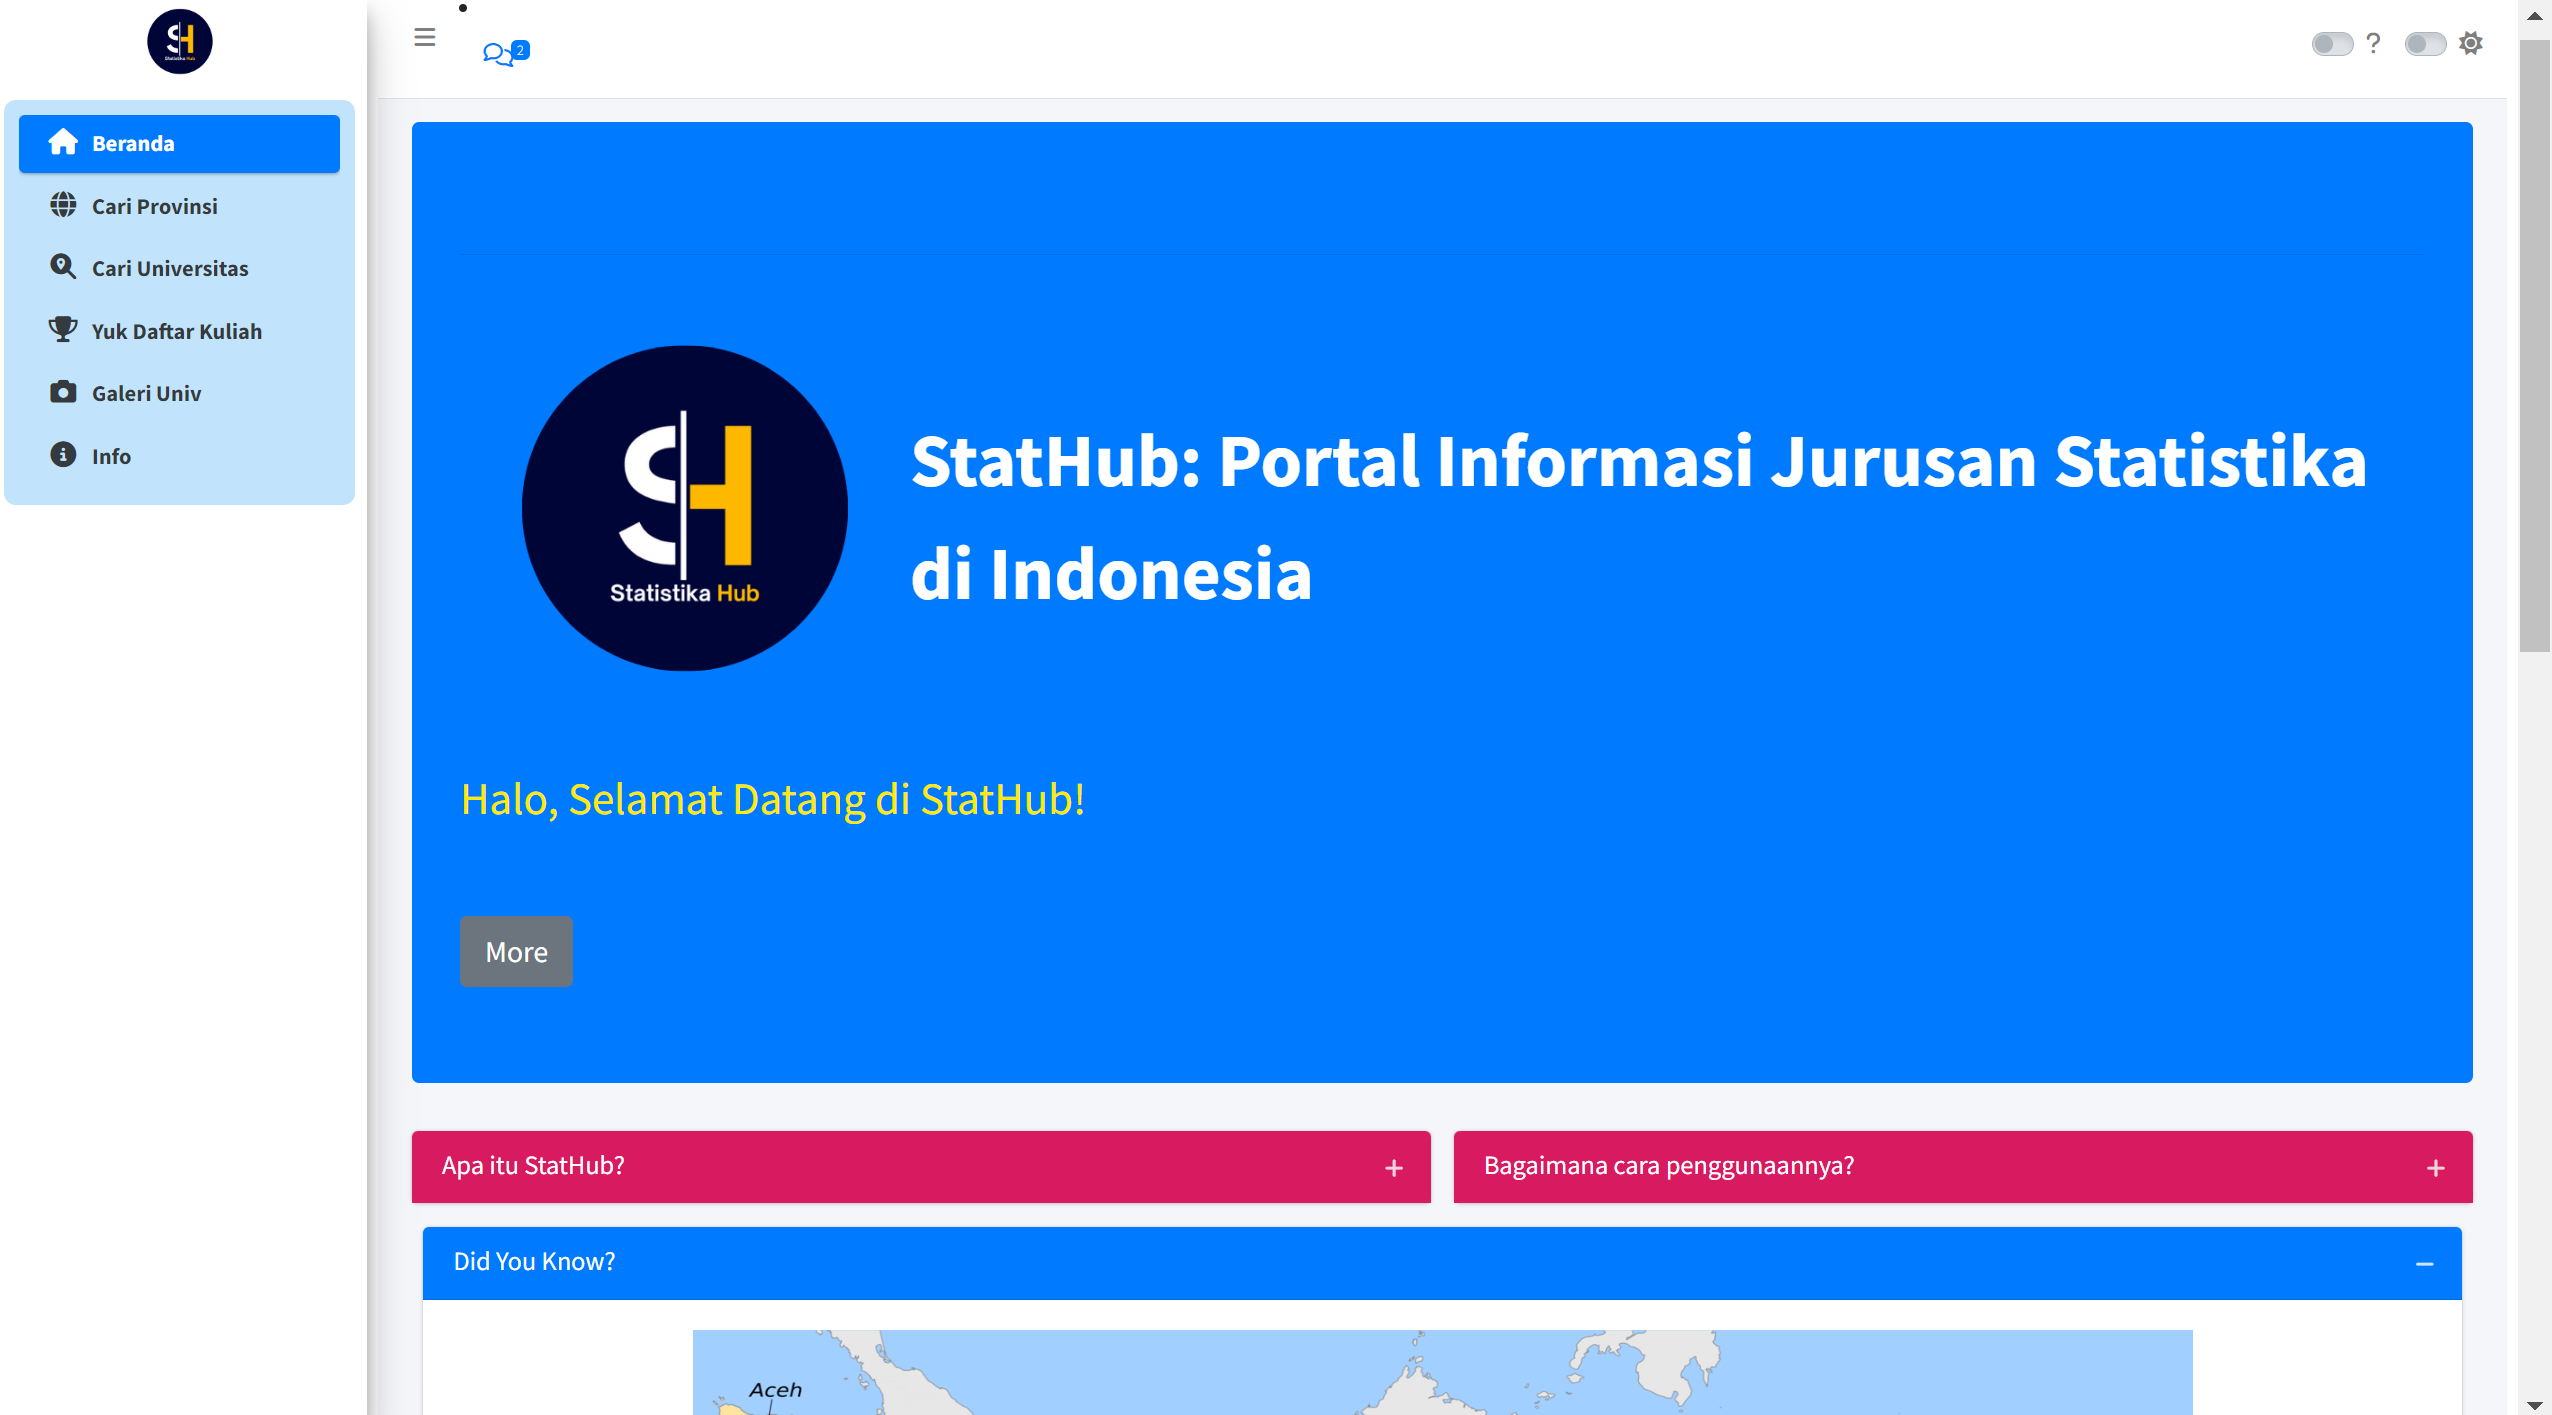 SH
Statistika Hub
Beranda
Cari Provinsi
Cari Universitas
Yuk Daftar Kuliah
Galeri Univ
Info
2
?
SH
Statistika Hub
StatHub: Portal Informasi Jurusan Statistika
di Indonesia
Halo, Selamat Datang di StatHub!
More
Apa itu StatHub?
Bagaimana cara penggunaannya?
Did You Know?
Aceh